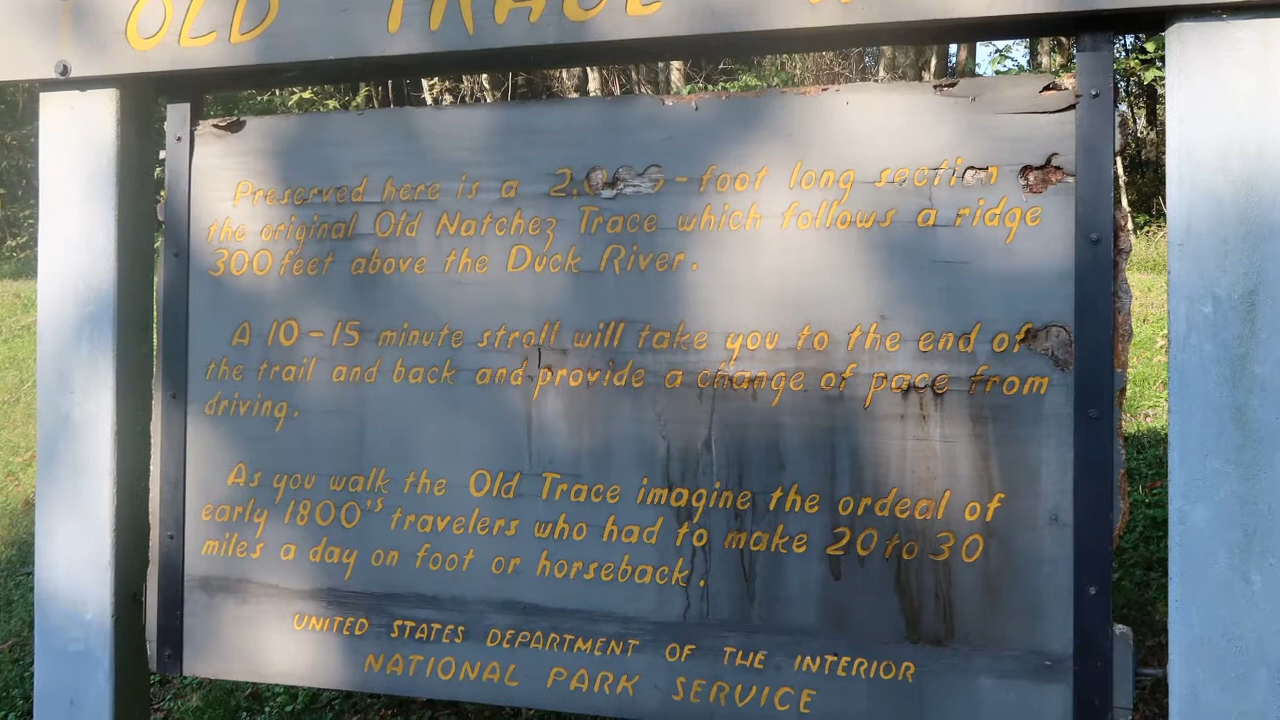 OLD TRACE
Preserved here is a -foot long section
the original Old Natchez Trace which follows a ridge
300 feet above the Duck River.
A 10-15 minute stroll will take you to the end of
the trail and back and provide a change of pace from
driving.
As you walk the Old Trace imagine the ordeal of
early 1800's travelers who had to make 20 to 30
miles a day on foot or horseback.
UNITED STATES DEPARTMENT OF THE INTERIOR
NATIONAL PARK SERVICE